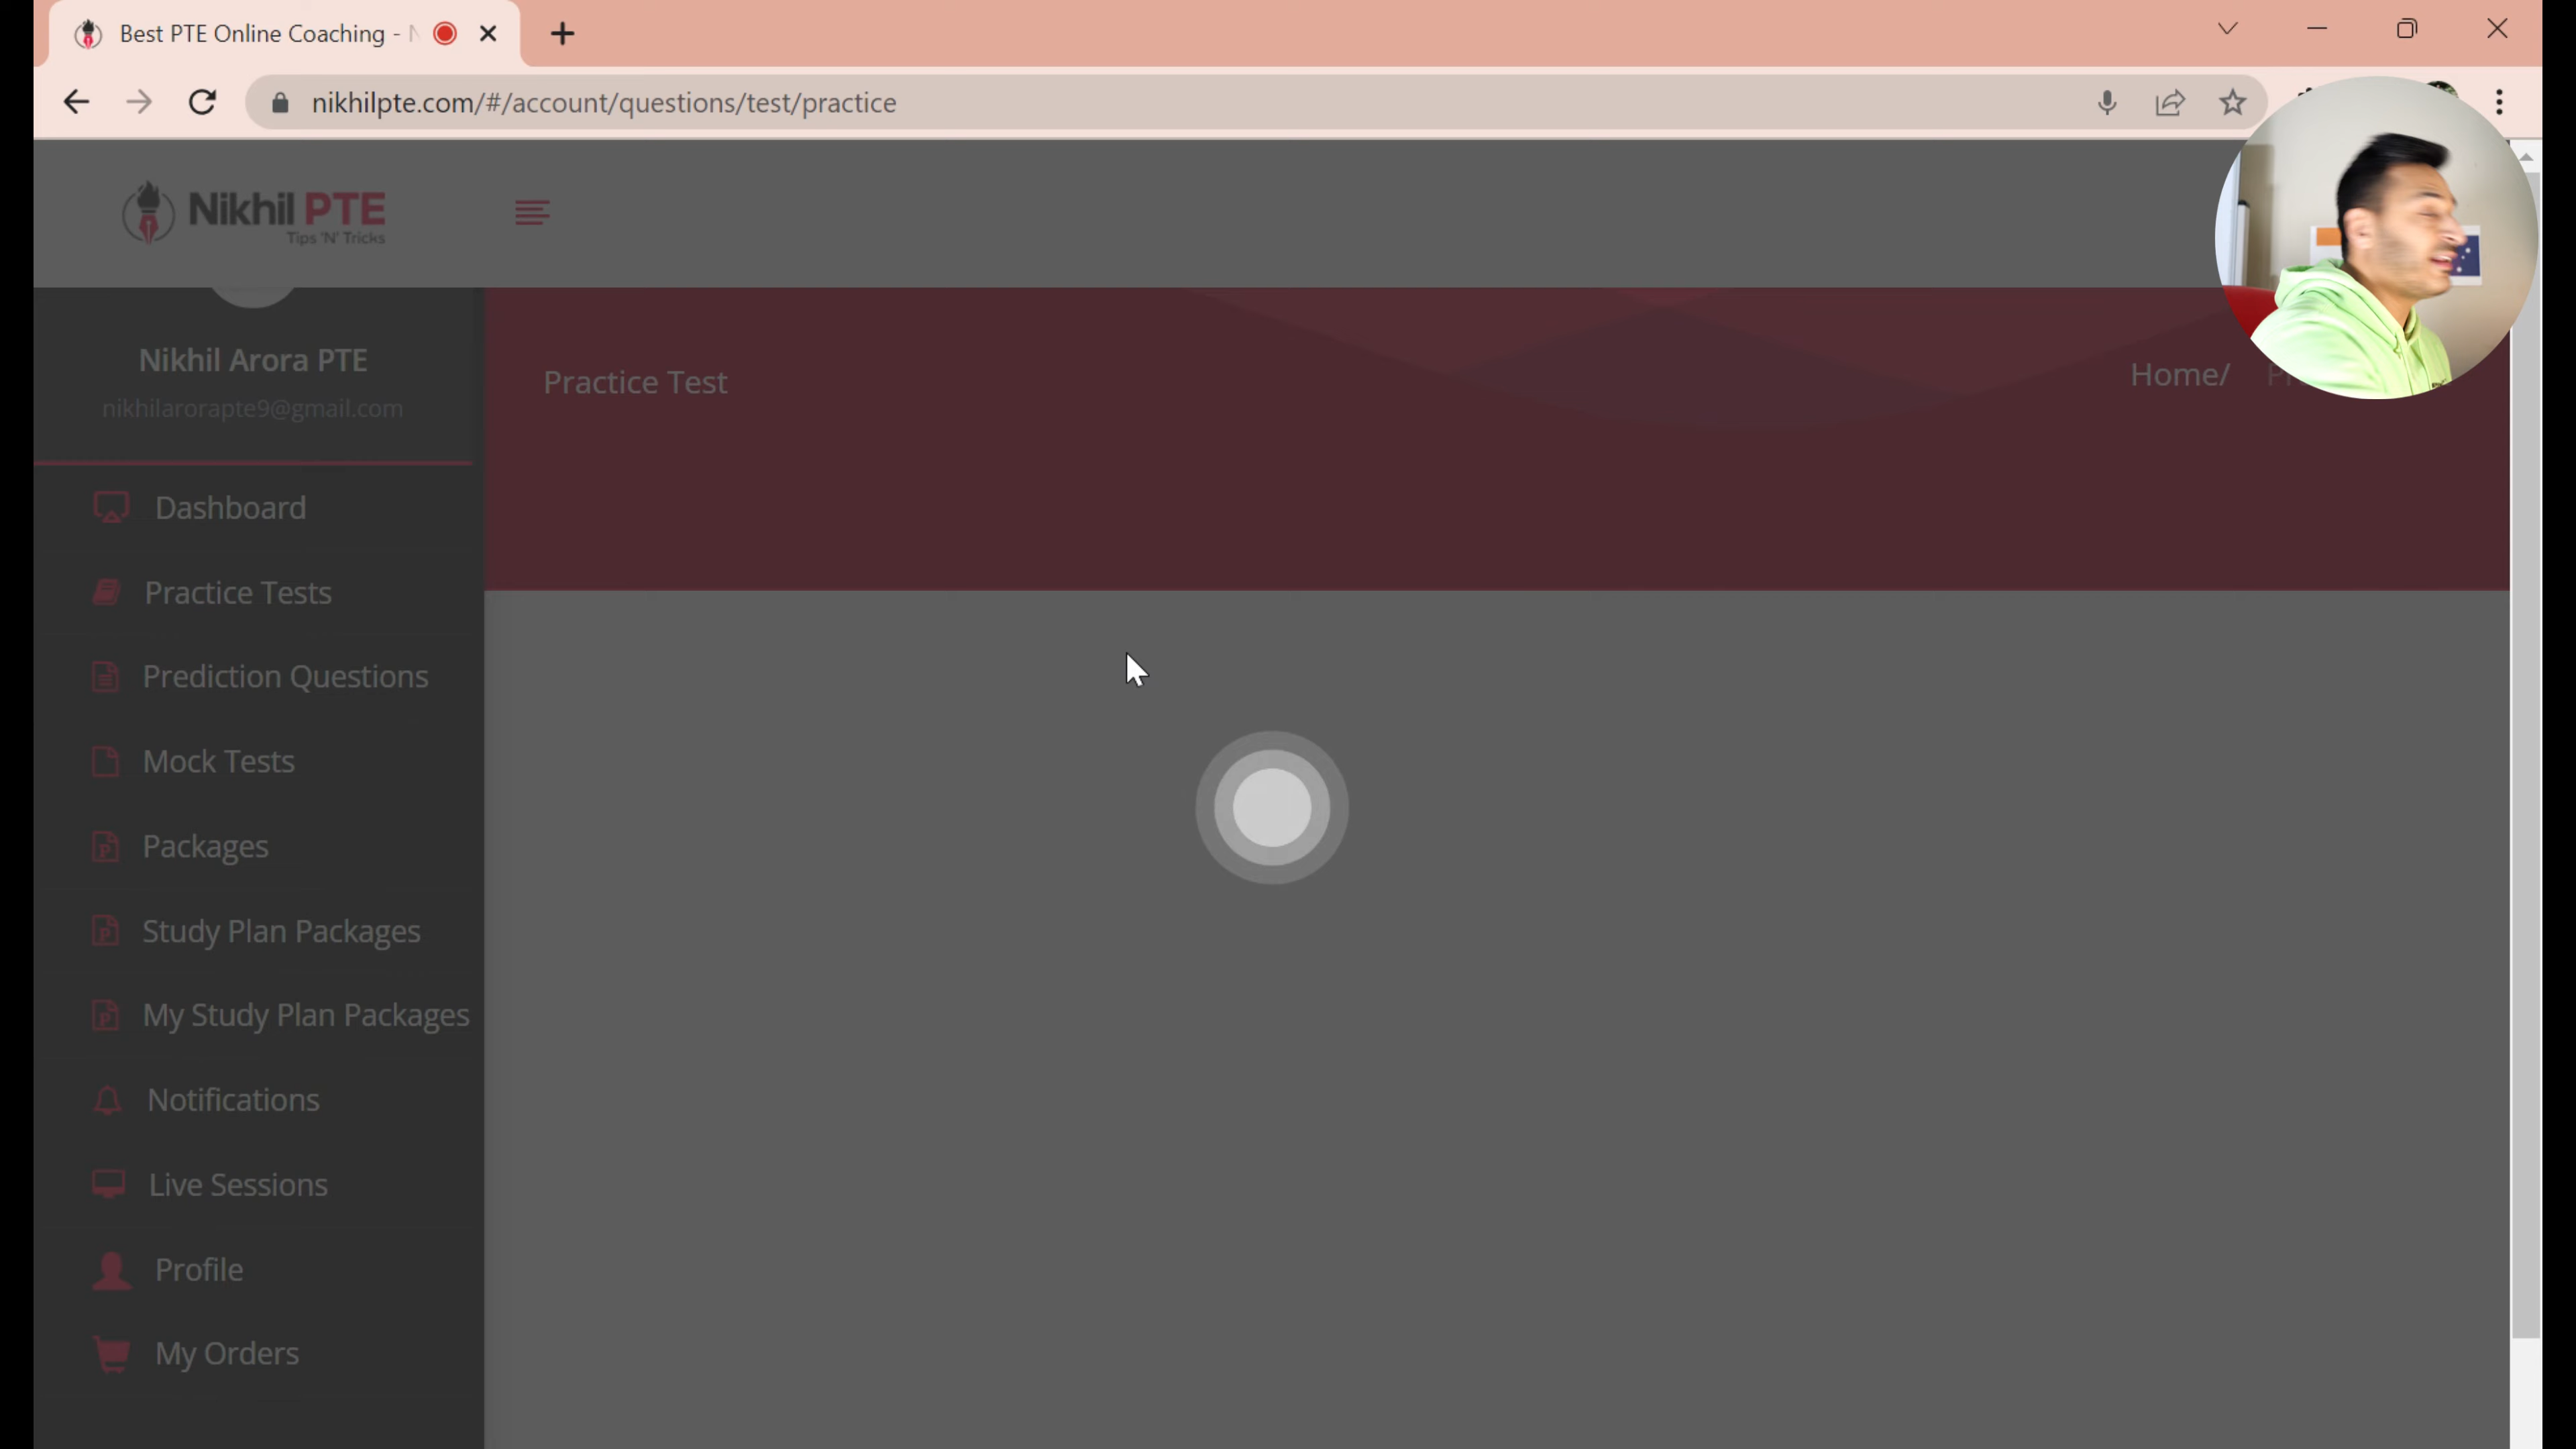 Best PTE Online Coaching -
nikhilpte.com/#/account/questions/test/practice
Nikhil PTE
Tips 'N' Tricks
Nikhil Arora PTE
nikhilarorapte9@gmail.com
Practice Test
Home/
Dashboard
Practice Tests
Prediction Questions
Mock Tests
Packages
Study Plan Packages
My Study Plan Packages
Notifications
Live Sessions
Profile
My Orders